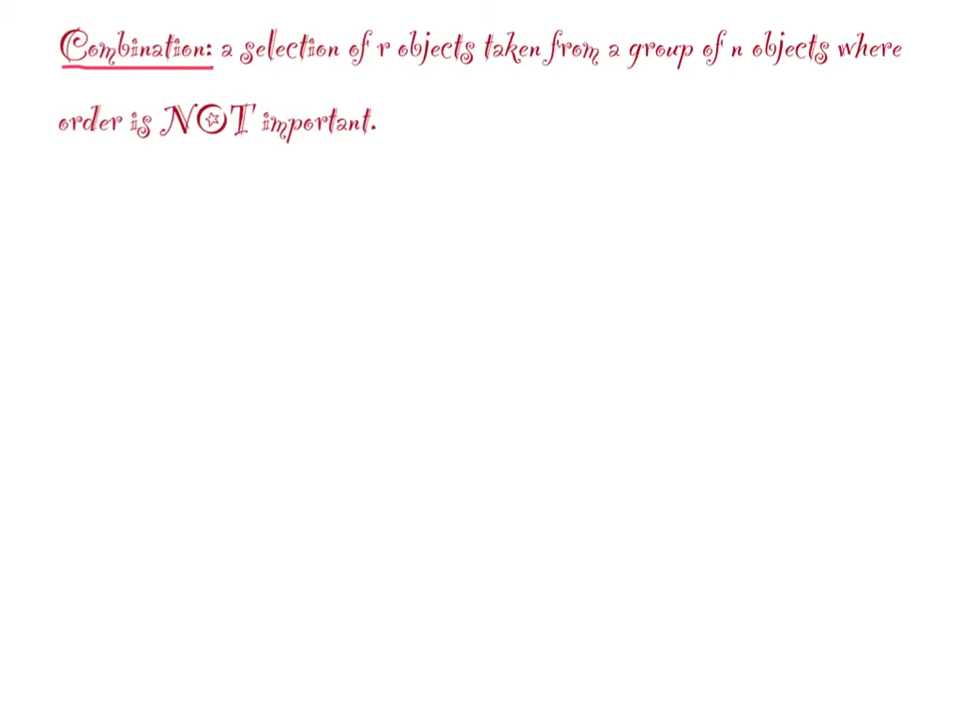 Combination: a selection of r objects taken from a group of n objects where
order is NOT important.